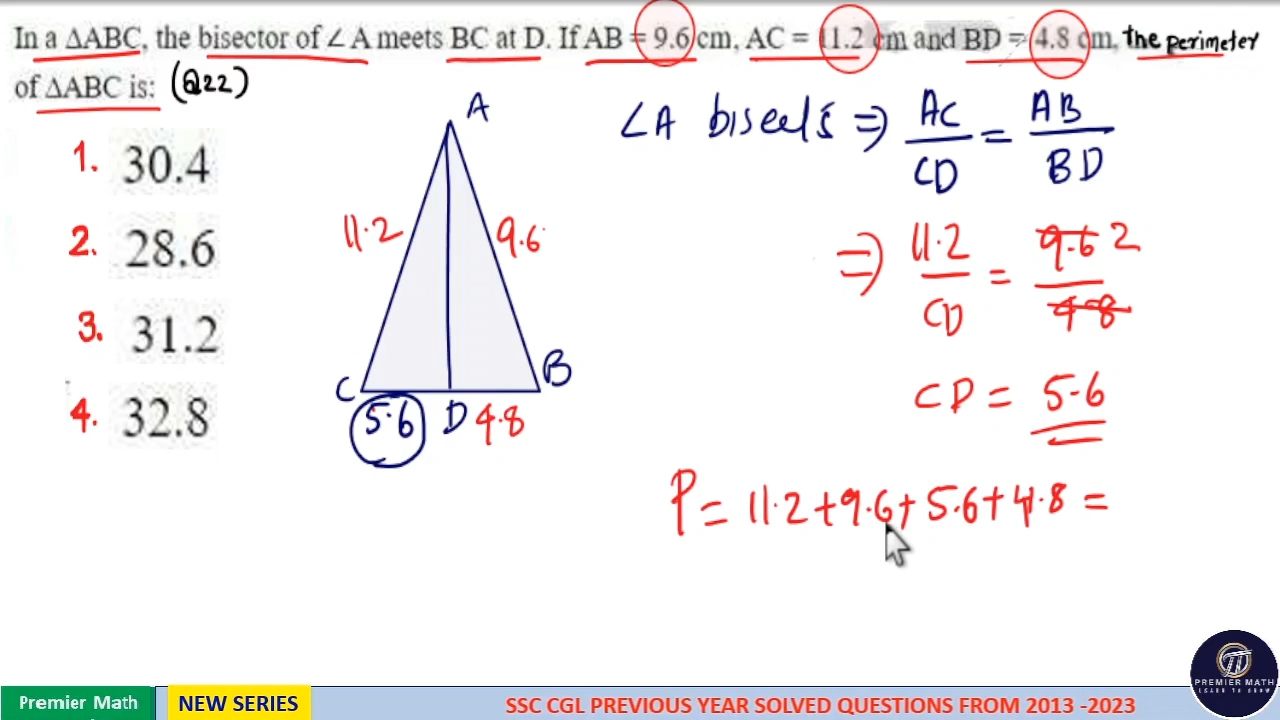 In a ΔABC, the bisector of ∠A meets BC at D. If AB = 9.6 cm, AC = 11.2 cm and BD = 4.8 cm, the perimeter
of ΔABC is: (Q22)
1. 30.4
2. 28.6
3. 31.2
4. 32.8
A
11.2
9.6
C
B
5.6
D
4.8
∠A bisects ⇒ AC/CD = AB/BD
⇒ 11.2/CD = 9.6/4.8 2
CD = 5.6
P = 11.2+9.6+5.6+4.8 =
PREMIER MATH
LEARN TO GROW
Premier Math
NEW SERIES
SSC CGL PREVIOUS YEAR SOLVED QUESTIONS FROM 2013 -2023